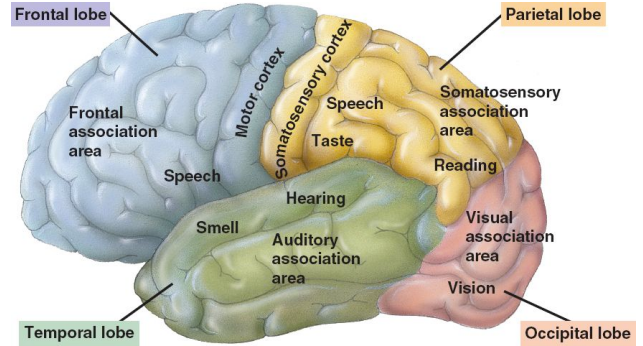 Frontal lobe
Parietal lobe
Motor cortex
Somatosensory cortex
Frontal
association
area
Speech
Speech
Taste
Somatosensory
association
area
Reading
Hearing
Smell
Auditory
association
area
Visual
association
area
Vision
Temporal lobe
Occipital lobe